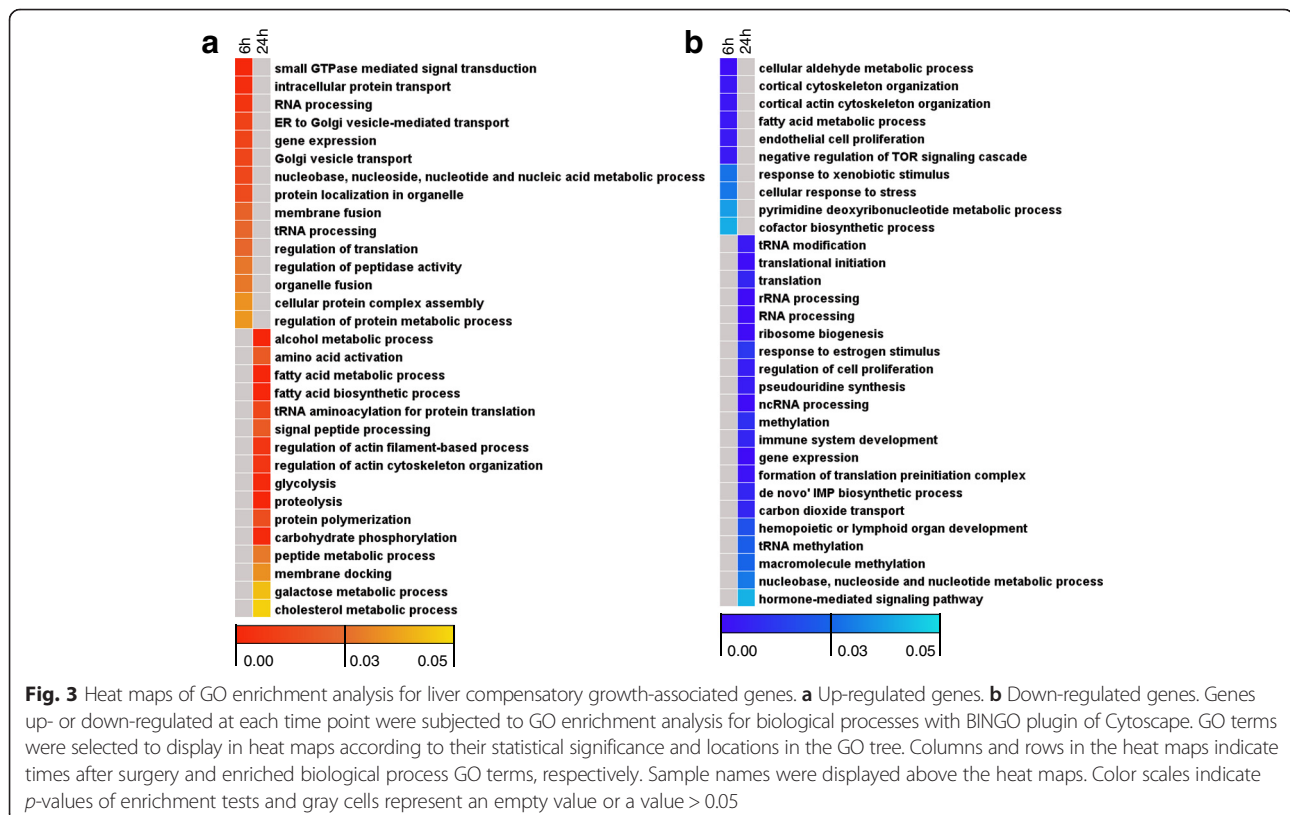 a
6h
24h
small GTPase mediated signal transduction
intracellular protein transport
RNA processing
ER to Golgi vesicle-mediated transport
gene expression
Golgi vesicle transport
nucleobase, nucleoside, nucleotide and nucleic acid metabolic process
protein localization in organelle
membrane fusion
tRNA processing
regulation of translation
regulation of peptidase activity
organelle fusion
cellular protein complex assembly
regulation of protein metabolic process
alcohol metabolic process
amino acid activation
fatty acid metabolic process
fatty acid biosynthetic process
tRNA aminoacylation for protein translation
signal peptide processing
regulation of actin filament-based process
regulation of actin cytoskeleton organization
glycolysis
proteolysis
protein polymerization
carbohydrate phosphorylation
peptide metabolic process
membrane docking
galactose metabolic process
cholesterol metabolic process
0.00 0.03 0.05
b
6h
24h
cellular aldehyde metabolic process
cortical cytoskeleton organization
cortical actin cytoskeleton organization
fatty acid metabolic process
endothelial cell proliferation
negative regulation of TOR signaling cascade
response to xenobiotic stimulus
cellular response to stress
pyrimidine deoxyribonucleotide metabolic process
cofactor biosynthetic process
tRNA modification
translational initiation
translation
rRNA processing
RNA processing
ribosome biogenesis
response to estrogen stimulus
regulation of cell proliferation
pseudouridine synthesis
ncRNA processing
methylation
immune system development
gene expression
formation of translation preinitiation complex
de novo' IMP biosynthetic process
carbon dioxide transport
hemopoietic or lymphoid organ development
tRNA methylation
macromolecule methylation
nucleobase, nucleoside and nucleotide metabolic process
hormone-mediated signaling pathway
0.00 0.03 0.05
Fig. 3 Heat maps of GO enrichment analysis for liver compensatory growth-associated genes. a Up-regulated genes. b Down-regulated genes. Genes
up- or down-regulated at each time point were subjected to GO enrichment analysis for biological processes with BINGO plugin of Cytoscape. GO terms
were selected to display in heat maps according to their statistical significance and locations in the GO tree. Columns and rows in the heat maps indicate
times after surgery and enriched biological process GO terms, respectively. Sample names were displayed above the heat maps. Color scales indicate
p-values of enrichment tests and gray cells represent an empty value or a value > 0.05